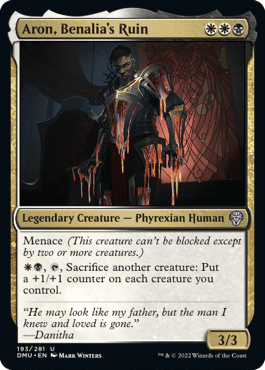 Aron, Benalia's Ruin
Legendary Creature — Phyrexian Human
Menace (This creature can't be blocked except
by two or more creatures.)
, , Sacrifice another creature: Put
a +1/+1 counter on each creature you
control.
"He may look like my father, but the man I
knew and loved is gone."
—Danitha
3/3
193/281 U
DMU • EN MARK WINTERS
™ & © 2022 Wizards of the Coast